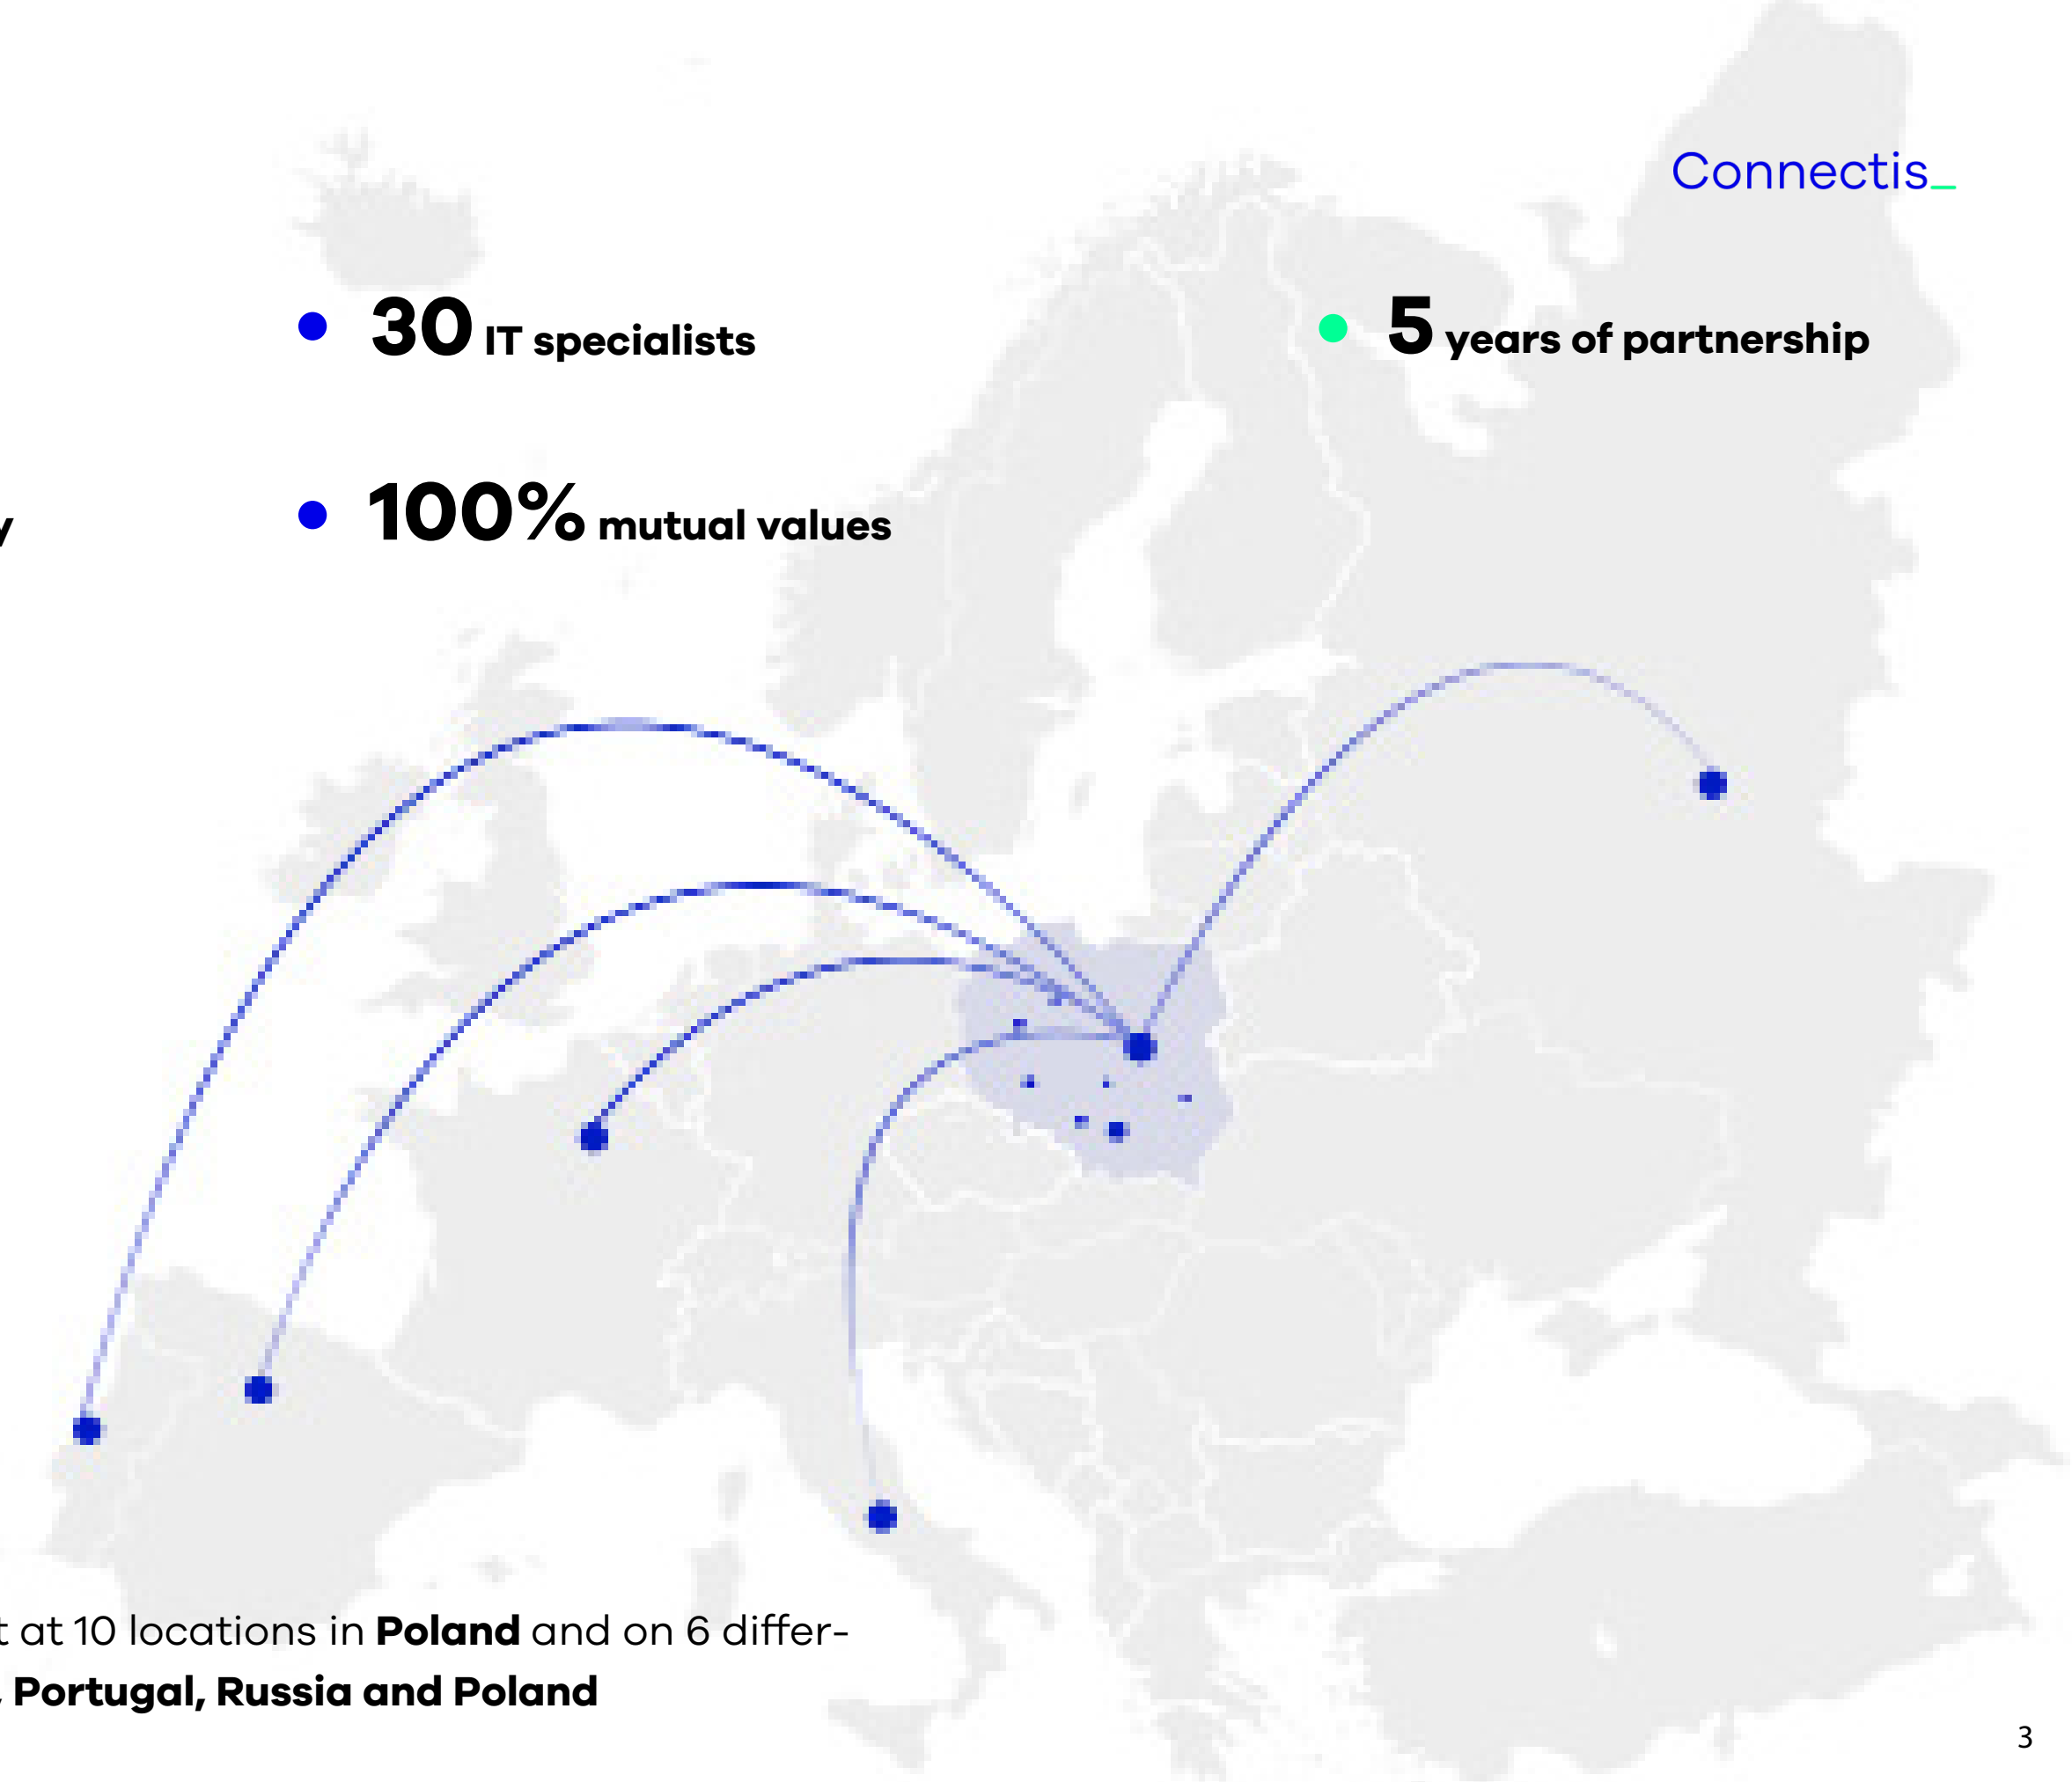 Connectis_
30 IT specialists
5 years of partnership
y
100% mutual values
t at 10 locations in Poland and on 6 differ-
, Portugal, Russia and Poland
3